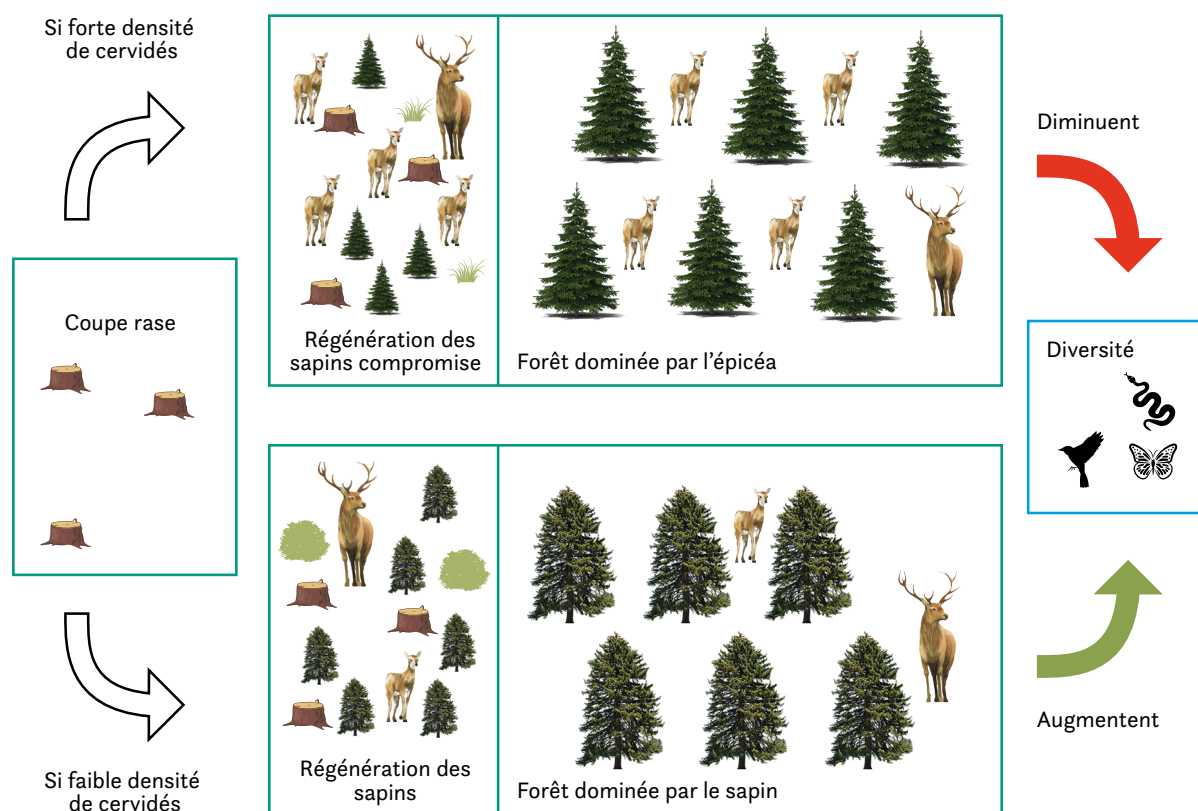 Si forte densité
de cervidés
Régénération des
sapins compromise
Forêt dominée par l'épicéa
Diminuent
Coupe rase
Diversité
Si faible densité
de cervidés
Régénération des
sapins
Forêt dominée par le sapin
Augmentent